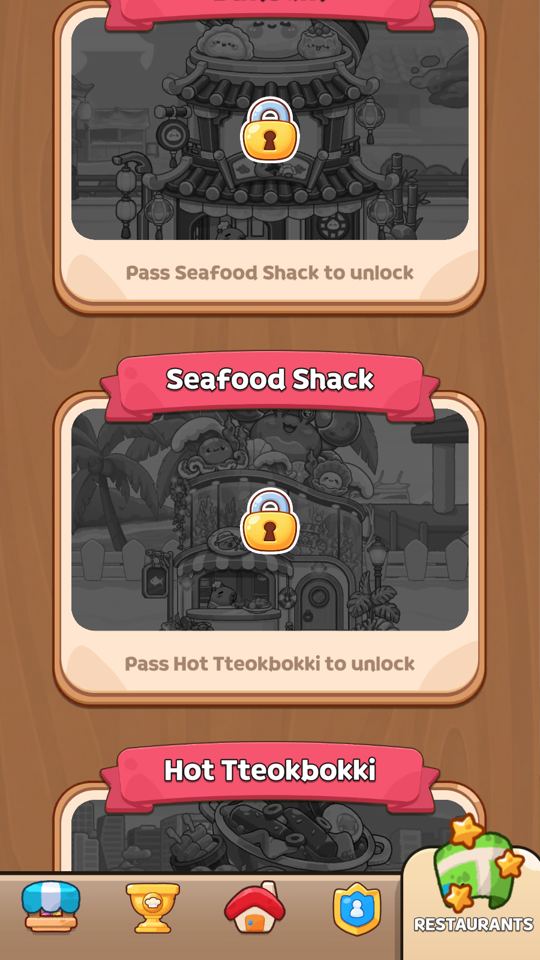 Pass Seafood Shack to unlock
Seafood Shack
Pass Hot Tteokbokki to unlock
Hot Tteokbokki
RESTAURANTS